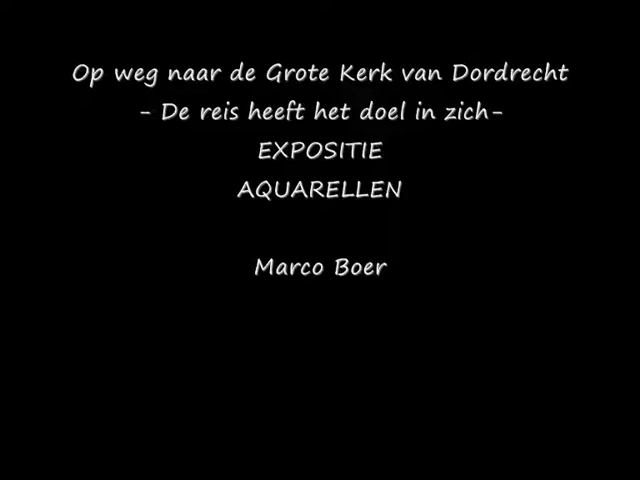 Op weg naar de Grote Kerk van Dordrecht
- De reis heeft het doel in zich-
EXPOSITIE
AQUARELLEN
Marco Boer